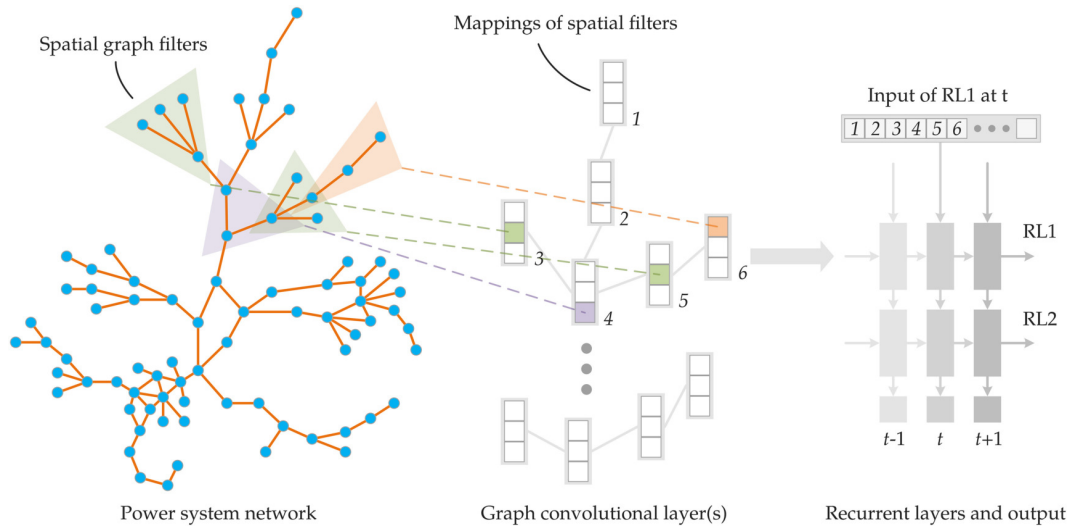 Spatial graph filters
Mappings of spatial filters
1
2
3
4
5
6
Input of RL1 at t
1 2 3 4 5 6
RL1
RL2
t-1 t t+1
Power system network
Graph convolutional layer(s)
Recurrent layers and output